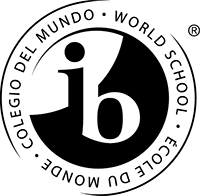 COLEGIO DEL MUNDO · WORLD SCHOOL · ÉCOLE DU MONDE ·
®
ib